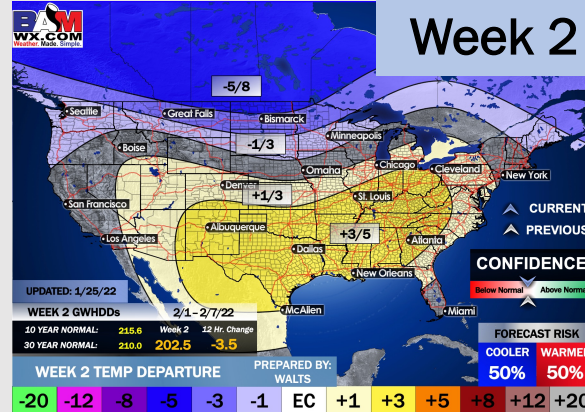 BAM
WX.COM
Weather. Made. Simple.
Week 2
-5/8
Seattle
Great Falls
Bismarck
-1/3
Minneapolis
Boise
Chicago
Omaha
Cleveland
New York
Denver
+1/3
St. Louis
San Francisco
CURRENT
PREVIOUS
Albuquerque
+3/5
Los Angeles
Atlanta
Dallas
CONFIDENCE
New Orleans
Below Normal
Above Norma
UPDATED: 1/25/22
McAllen
Miami
WEEK 2 GWHDDs
2/1-2/7/22
10 YEAR NORMAL:
215.6
Week 2
12 Hr. Change
30 YEAR NORMAL:
210.0
202.5
-3.5
FORECAST RISK
COOLER
WARME
50%
50%
WEEK 2 TEMP DEPARTURE
PREPARED BY:
WALTS
-20 -12 -8 -5 -3 -1 EC +1 +3 +5 +8 +12 +20